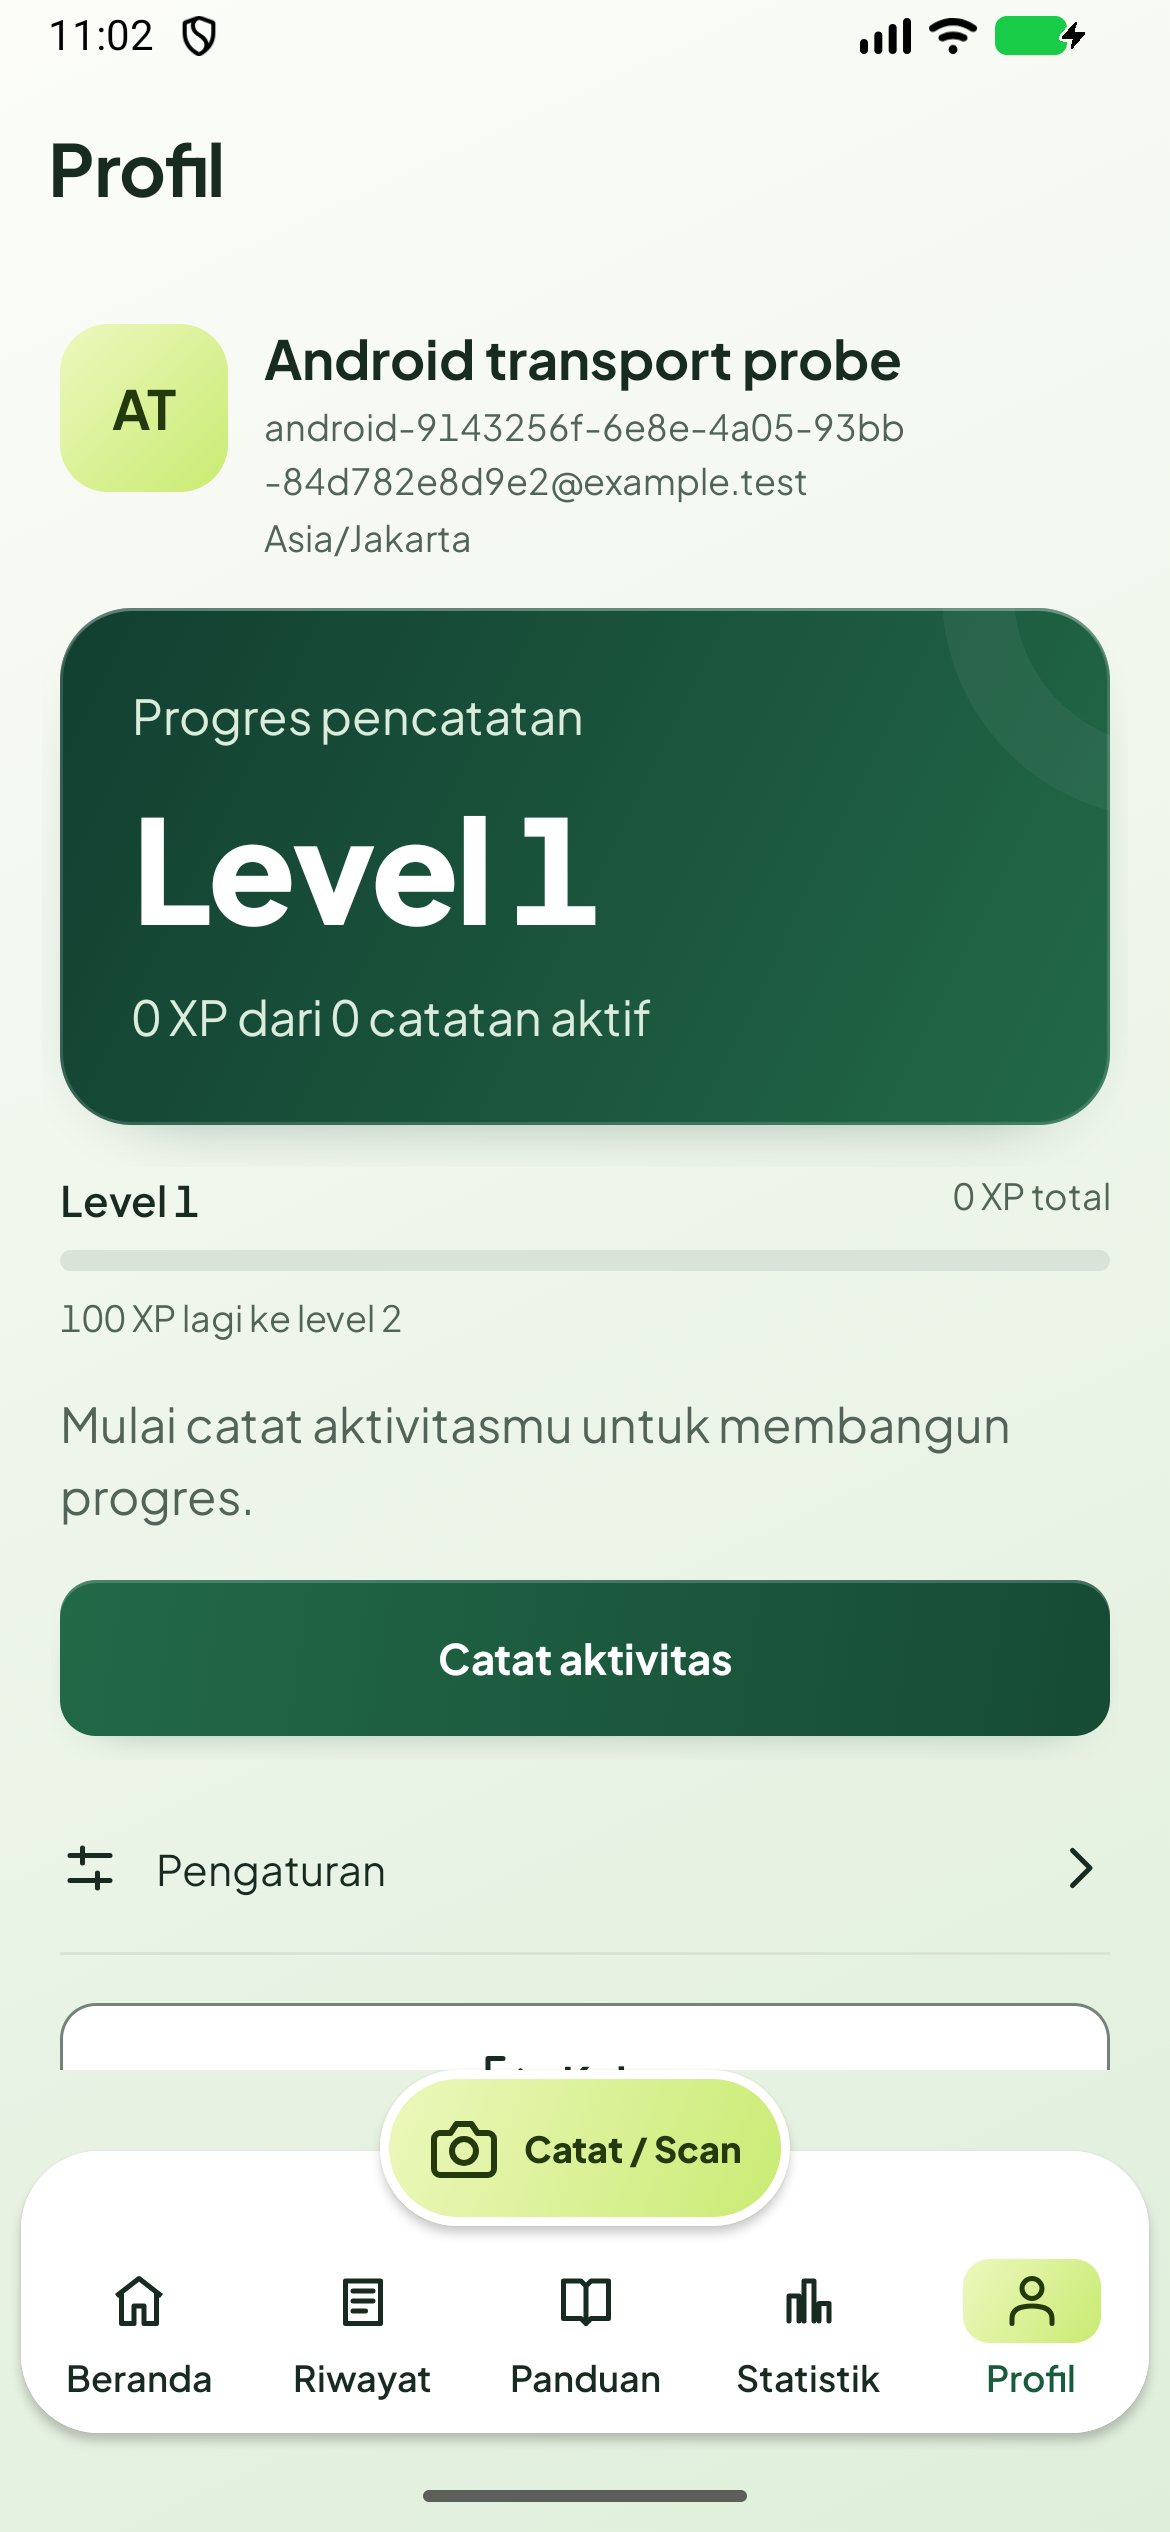 11:02
Profil
AT
Android transport probe
android-9143256f-6e8e-4a05-93bb
-84d782e8d9e2@example.test
Asia/Jakarta
Progres pencatatan
Level 1
0 XP dari 0 catatan aktif
Level 1
0 XP total
100 XP lagi ke level 2
Mulai catat aktivitasmu untuk membangun
progres.
Catat aktivitas
Pengaturan
Catat / Scan
Beranda
Riwayat
Panduan
Statistik
Profil